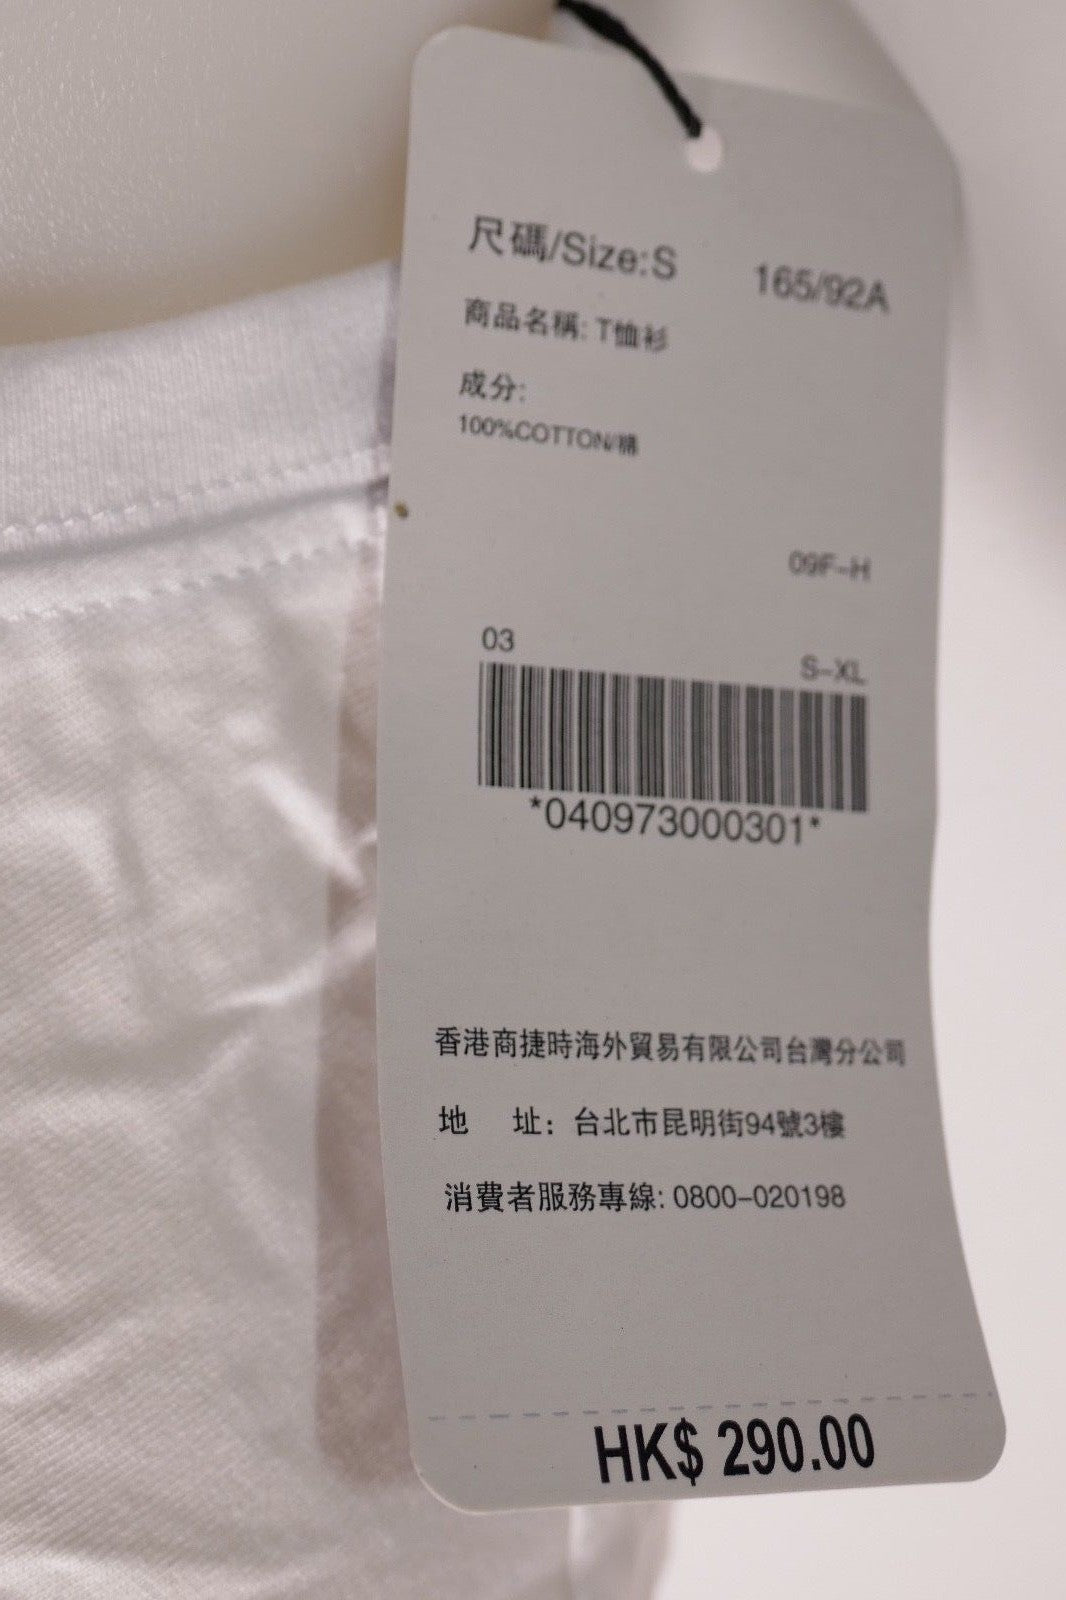 尺碼/Size:S 165/92A
商品名稱: T恤衫
成分:
100%COTTON/棉
09F-H
03
S-XL
*040973000301*
香港商捷時海外貿易有限公司台灣分公司
地 址: 台北市昆明街94號3樓
消費者服務專線: 0800-020198
HK$ 290.00